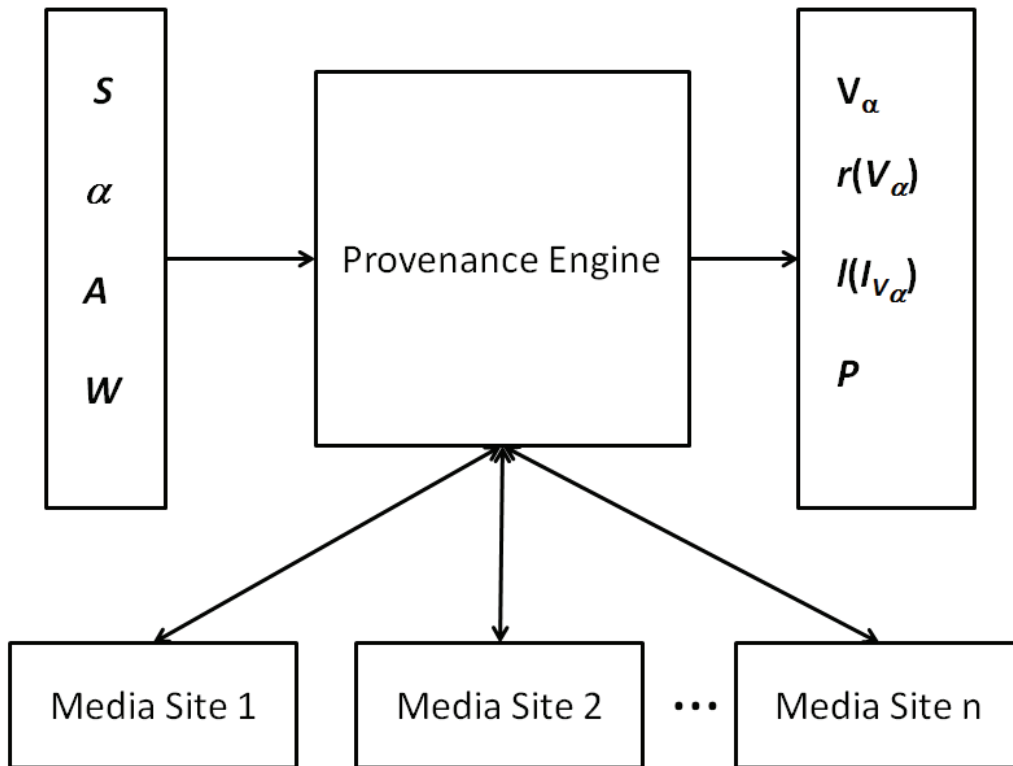 S
α
A
W
Provenance Engine
V_α
r(V_α)
I(I_{V_α})
P
Media Site 1
Media Site 2
...
Media Site n